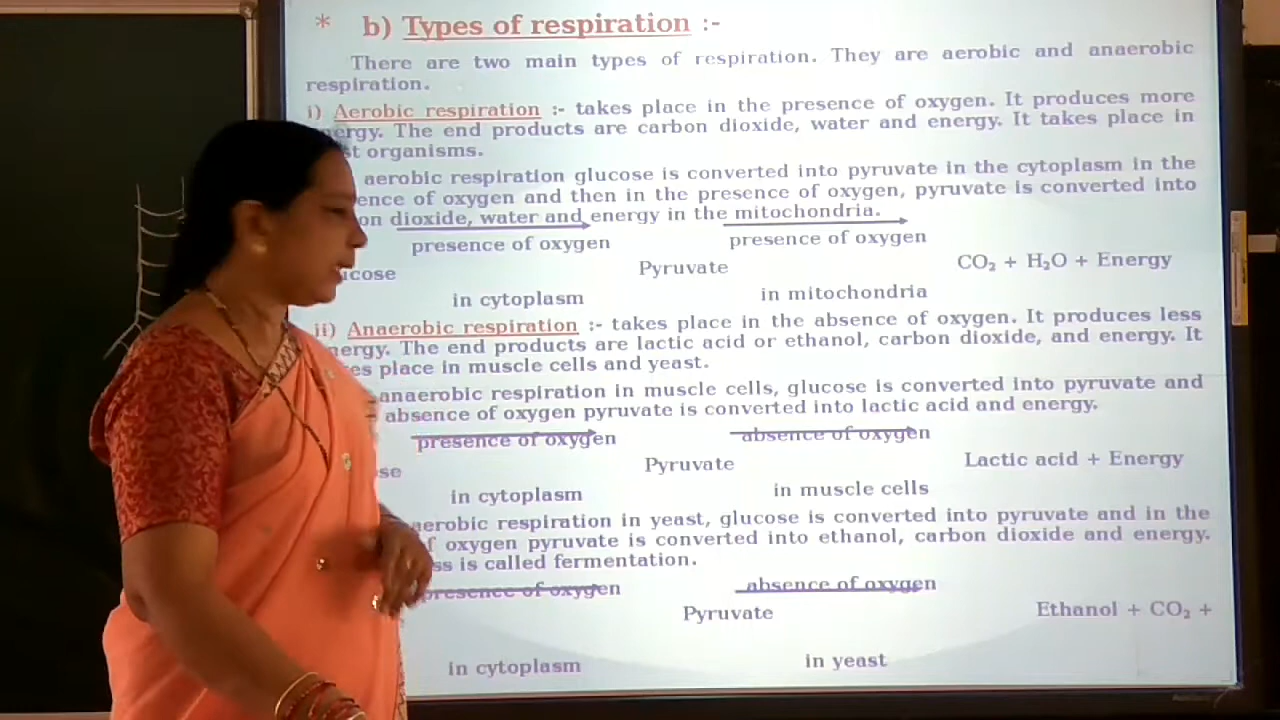 * b) Types of respiration :-
There are two main types of respiration. They are aerobic and anaerobic
respiration.
i) Aerobic respiration :- takes place in the presence of oxygen. It produces more
energy. The end products are carbon dioxide, water and energy. It takes place in
organisms.
aerobic respiration glucose is converted into pyruvate in the cytoplasm in the
of oxygen and then in the presence of oxygen, pyruvate is converted into
dioxide, water and energy in the mitochondria.
presence of oxygen presence of oxygen
Pyruvate CO₂ + H₂O + Energy
in cytoplasm in mitochondria
ii) Anaerobic respiration :- takes place in the absence of oxygen. It produces less
energy. The end products are lactic acid or ethanol, carbon dioxide, and energy. It
place in muscle cells and yeast.
anaerobic respiration in muscle cells, glucose is converted into pyruvate and
absence of oxygen pyruvate is converted into lactic acid and energy.
presence of oxygen absence of oxygen
Pyruvate Lactic acid + Energy
in cytoplasm in muscle cells
respiration in yeast, glucose is converted into pyruvate and in the
oxygen pyruvate is converted into ethanol, carbon dioxide and energy.
is called fermentation.
presence of oxygen absence of oxygen
Pyruvate Ethanol + CO₂ +
in cytoplasm in yeast